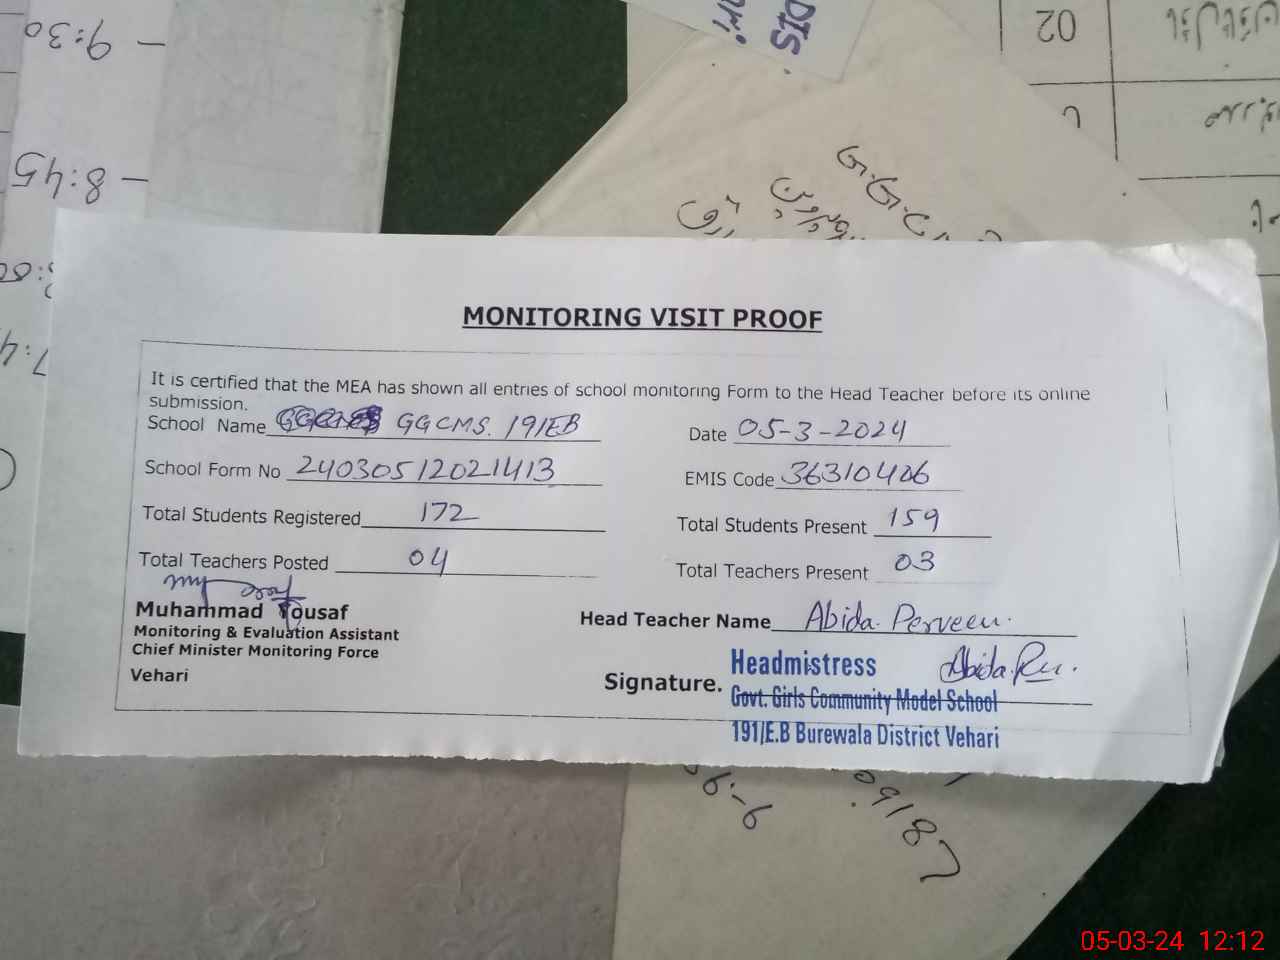 9:30 –
8:45 –
DIS
02
G.G.C
MONITORING VISIT PROOF
It is certified that the MEA has shown all entries of school monitoring Form to the Head Teacher before its online
submission.
School Name GGCMS. 191EB
Date 05-3-2024
School Form No 24030512021413
EMIS Code 36310406
Total Students Registered 172
Total Students Present 159
Total Teachers Posted 04
Total Teachers Present 03
Muhammad Yousaf
Monitoring & Evaluation Assistant
Chief Minister Monitoring Force
Vehari
Head Teacher Name Abida Perveen.
Signature.
Headmistress
Govt. Girls Community Model School
191/E.B Burewala District Vehari
05-03-24 12:12